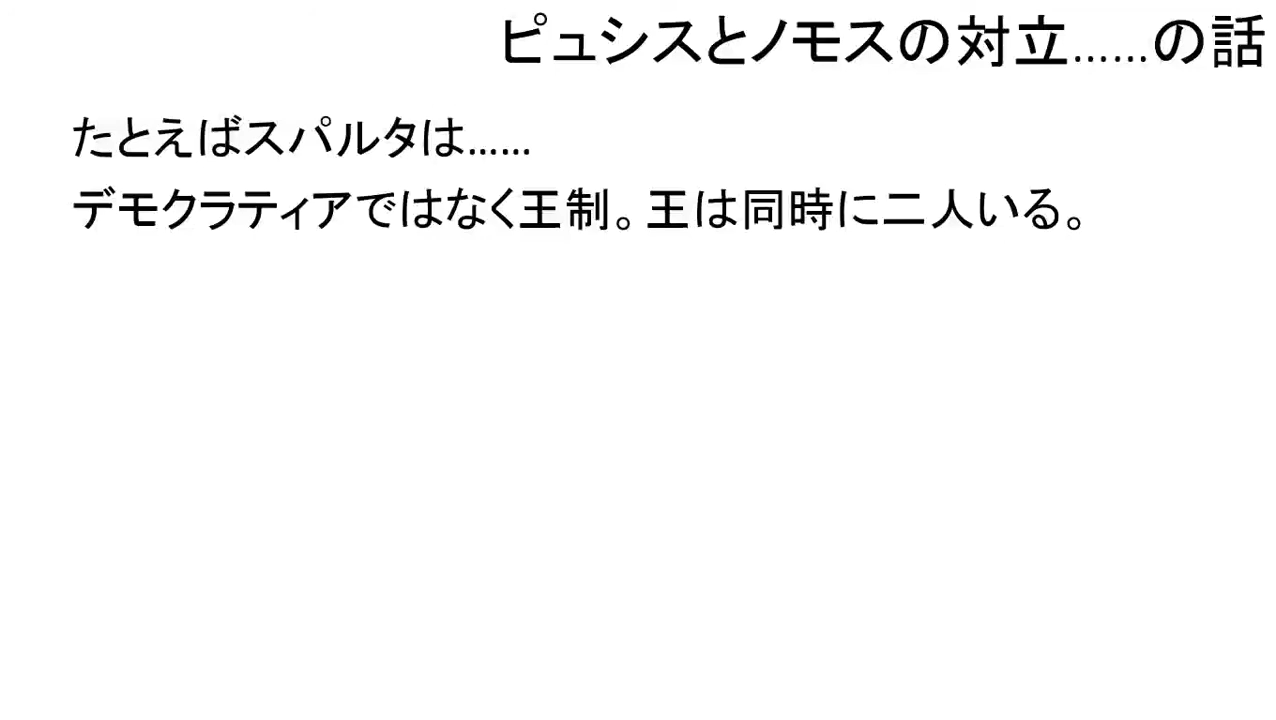 ピュシスとノモスの対立……の話
たとえばスパルタは……
デモクラティアではなく王制。王は同時に二人いる。